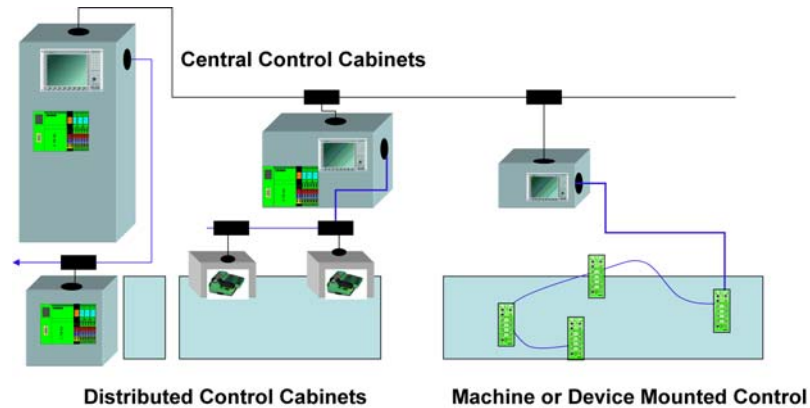 Central Control Cabinets
Distributed Control Cabinets
Machine or Device Mounted Control